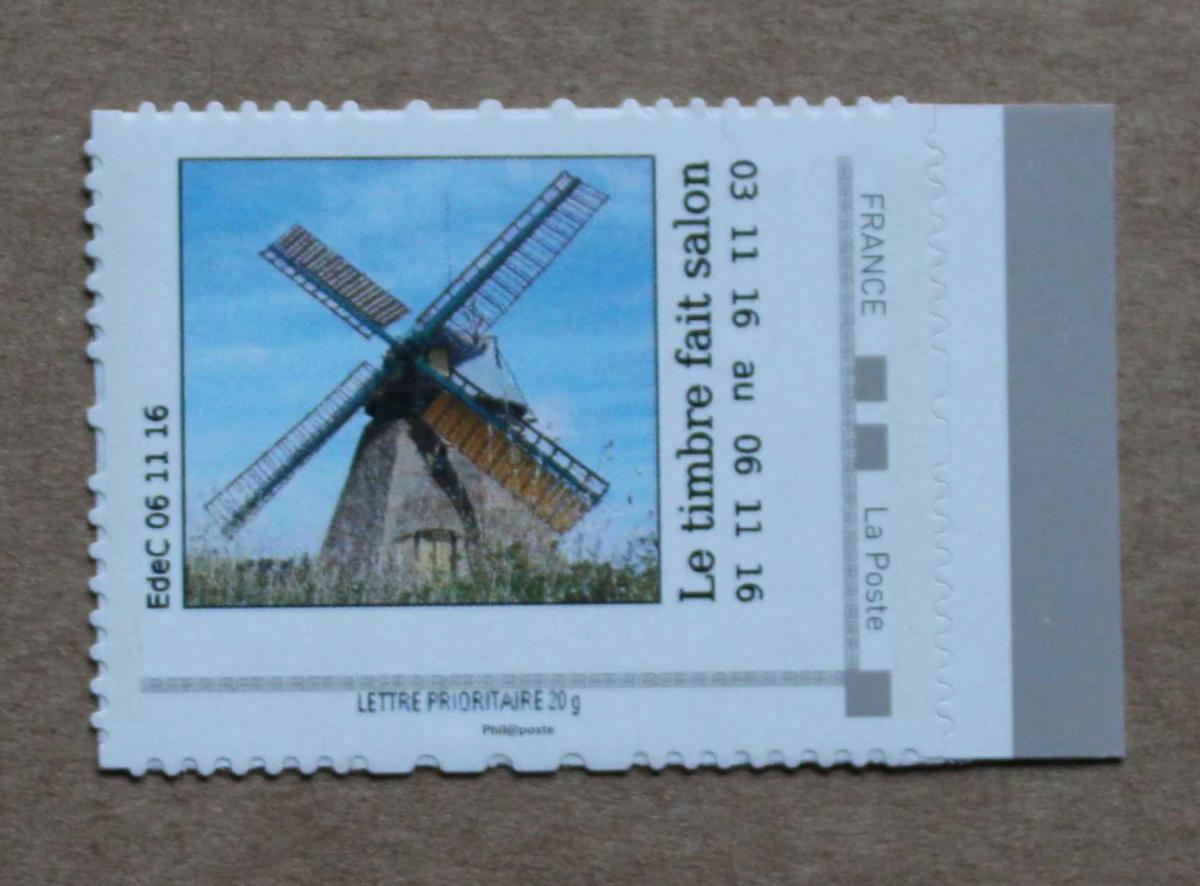 EdeC 06 11 16
Le timbre fait salon
03 11 16 au 06 11 16
FRANCE
La Poste
LETTRE PRIORITAIRE 20 g
Phil@poste